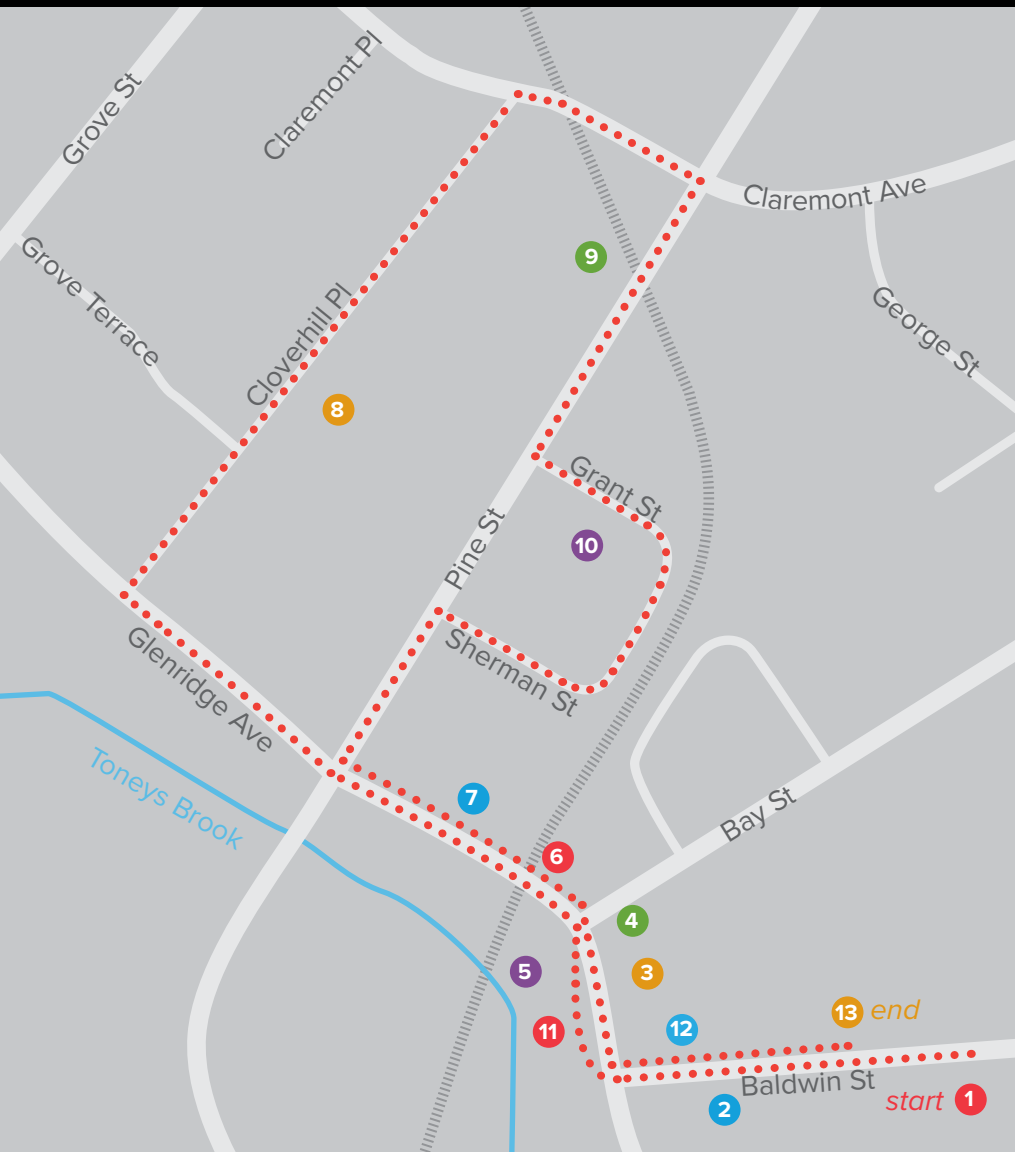 Claremont Pl
Grove St
Claremont Ave
Grove Terrace
9
George St
Cloverhill Pl
8
Grant St
10
Pine St
Sherman St
Glenridge Ave
Toneys Brook
7
Bay St
6
4
5
3
13 end
11
12
Baldwin St
2
start 1